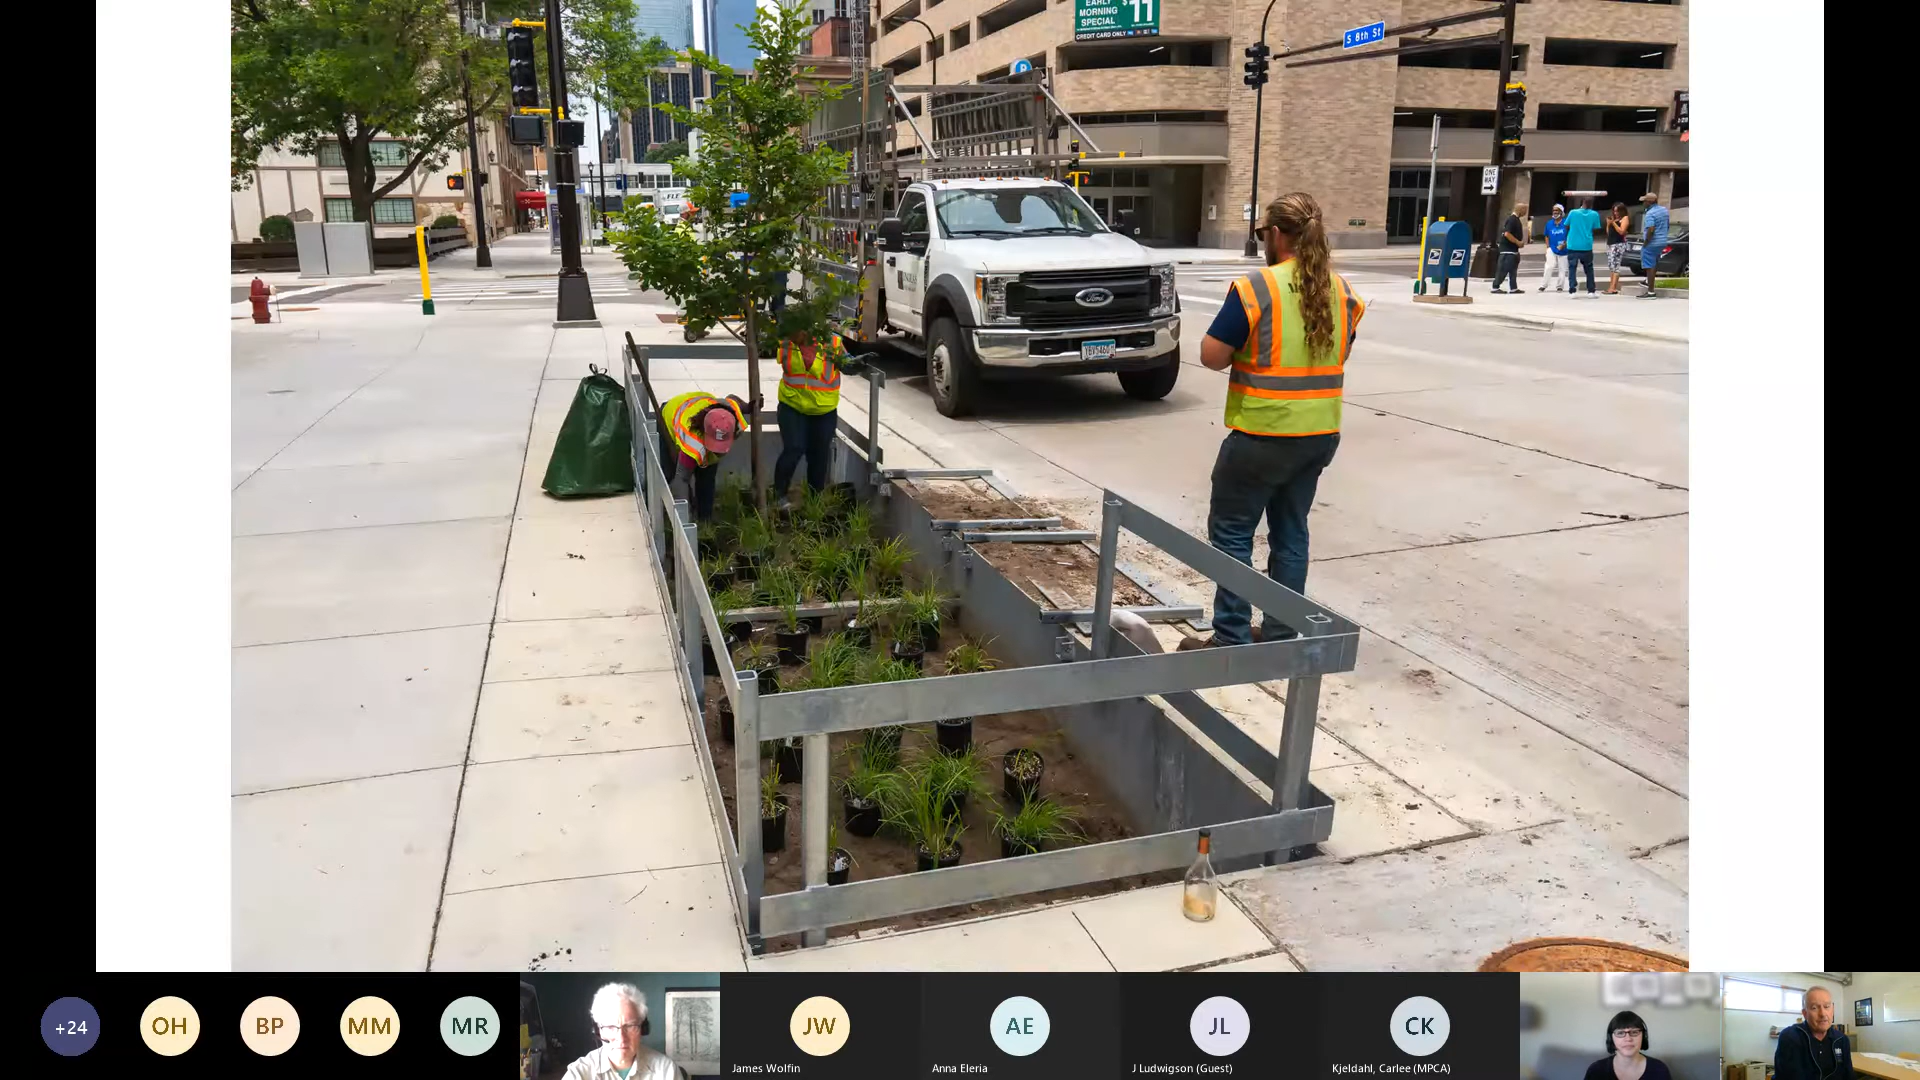 EARLY
MORNING $11
SPECIAL
CREDIT CARD ONLY
S 8th St
P
ONE
WAY
Ford
+24
OH
BP
MM
MR
JW
AE
JL
CK
James Wolfin
Anna Eleria
J Ludwigson (Guest)
Kjeldahl, Carlee (MPCA)